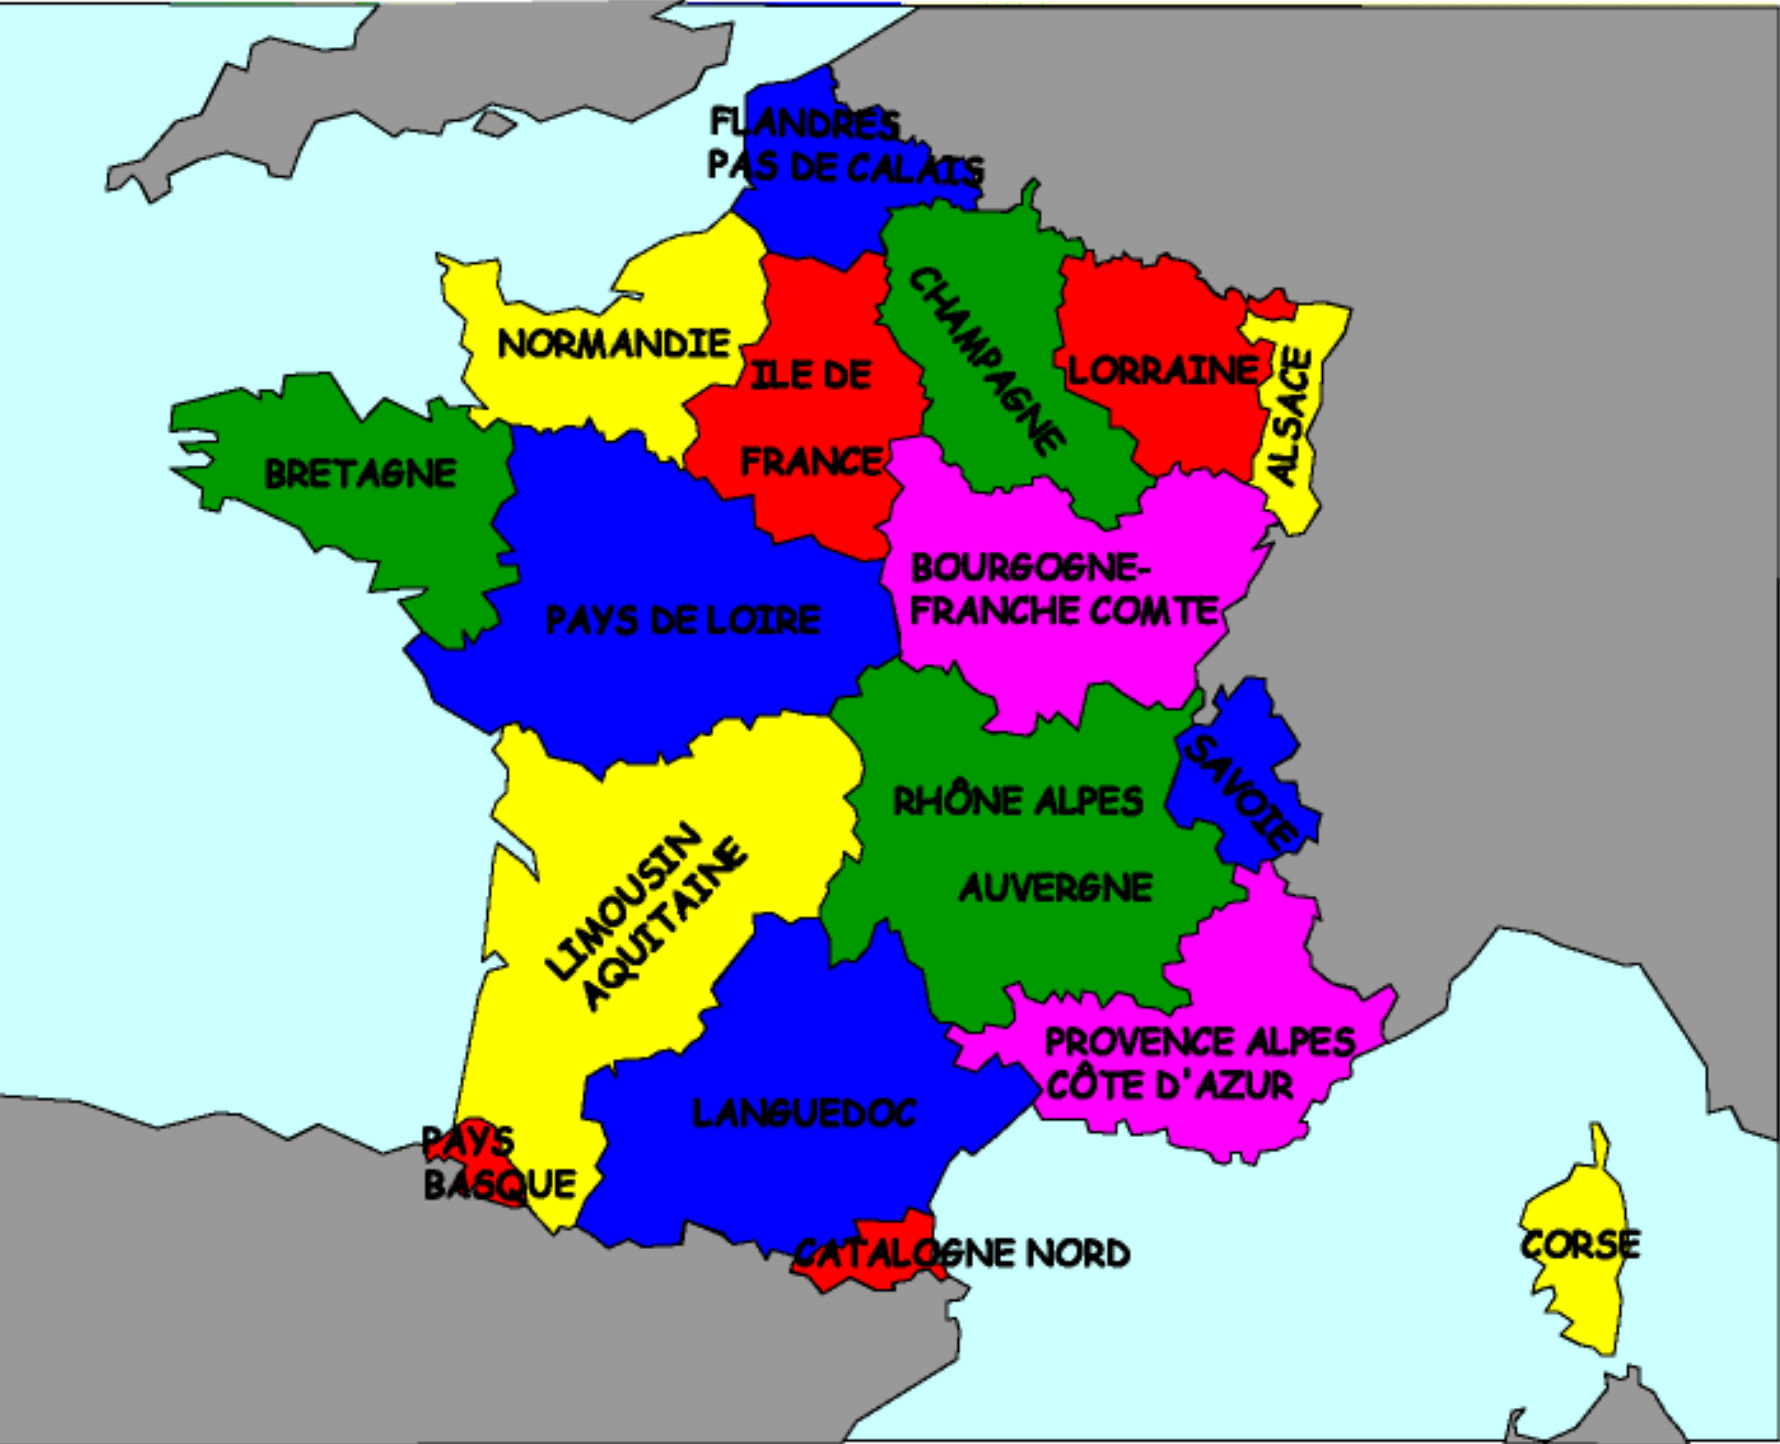 FLANDRES
PAS DE CALAIS
NORMANDIE
ILE DE
FRANCE
CHAMPAGNE
LORRAINE
ALSACE
BRETAGNE
PAYS DE LOIRE
BOURGOGNE-
FRANCHE COMTE
SAVOIE
RHÔNE ALPES
AUVERGNE
LIMOUSIN
AQUITAINE
PROVENCE ALPES
CÔTE D'AZUR
LANGUEDOC
PAYS
BASQUE
CATALOGNE NORD
CORSE